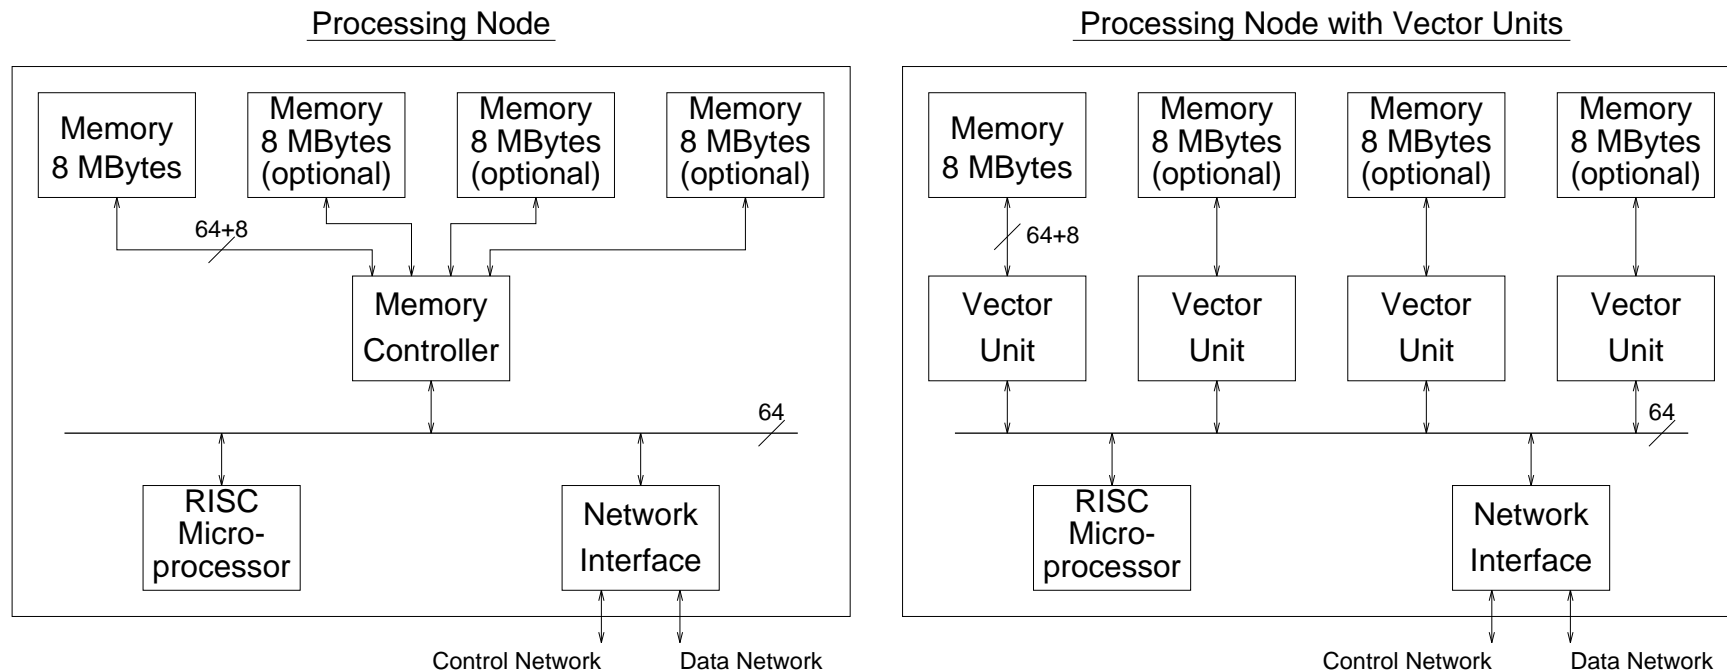 Processing Node
Memory
8 MBytes
Memory
8 MBytes
(optional)
Memory
8 MBytes
(optional)
Memory
8 MBytes
(optional)
64+8
Memory
Controller
64
RISC
Micro-
processor
Network
Interface
Control Network
Data Network
Processing Node with Vector Units
Memory
8 MBytes
Memory
8 MBytes
(optional)
Memory
8 MBytes
(optional)
Memory
8 MBytes
(optional)
64+8
Vector
Unit
Vector
Unit
Vector
Unit
Vector
Unit
64
RISC
Micro-
processor
Network
Interface
Control Network
Data Network